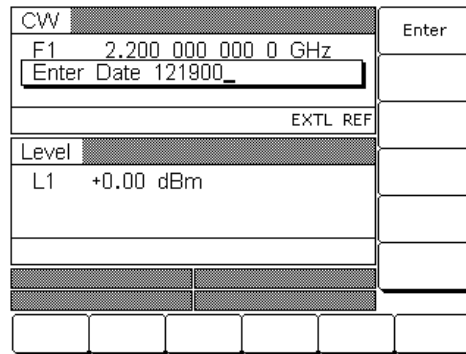 CW
F1 2.200 000 000 0 GHz
Enter Date 121900_
EXTL REF
Level
L1 +0.00 dBm
Enter